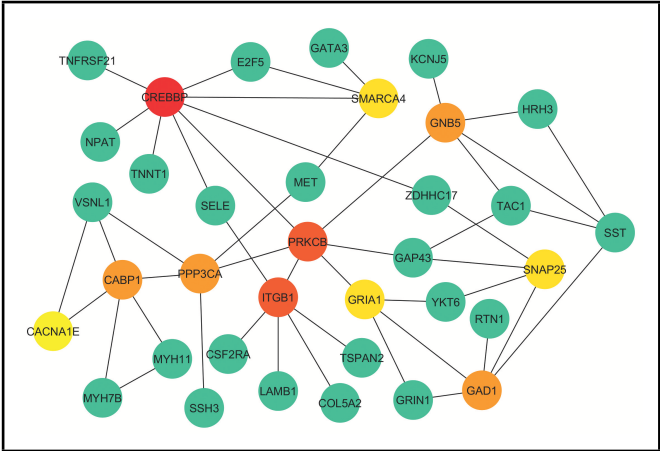 GATA3
TNFRSF21
E2F5
KCNJ5
CREBBP
SMARCA4
HRH3
GNB5
NPAT
TNNT1
MET
ZDHHC17
VSNL1
SELE
TAC1
SST
PRKCB
GAP43
PPP3CA
SNAP25
CABP1
ITGB1
GRIA1
YKT6
RTN1
CACNA1E
CSF2RA
TSPAN2
MYH11
LAMB1
GAD1
MYH7B
SSH3
COL5A2
GRIN1